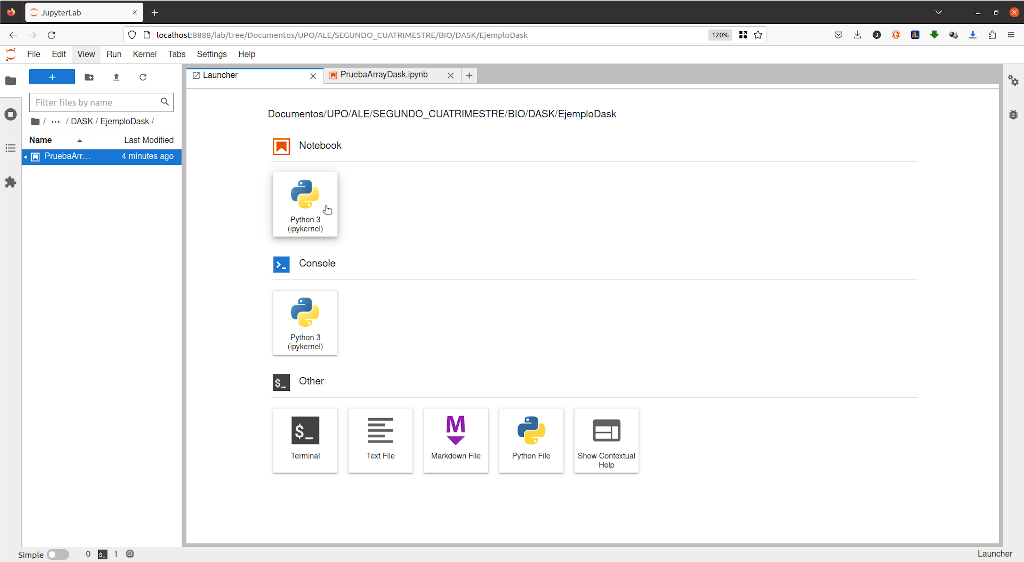 JupyterLab
localhost:8888/lab/tree/Documentos/UPO/ALE/SEGUNDO_CUATRIMESTRE/BIO/DASK/EjemploDask
120%
File Edit View Run Kernel Tabs Settings Help
Launcher
PruebaArrayDask.ipynb
Filter files by name
/ ··· / DASK / EjemploDask /
Name
Last Modified
PruebaArr...
4 minutes ago
Documentos/UPO/ALE/SEGUNDO_CUATRIMESTRE/BIO/DASK/EjemploDask
Notebook
Python 3
(ipykernel)
Console
Python 3
(ipykernel)
$_ Other
$_
M
Terminal
Text File
Markdown File
Python File
Show Contextual
Help
Simple
0
1
Launcher